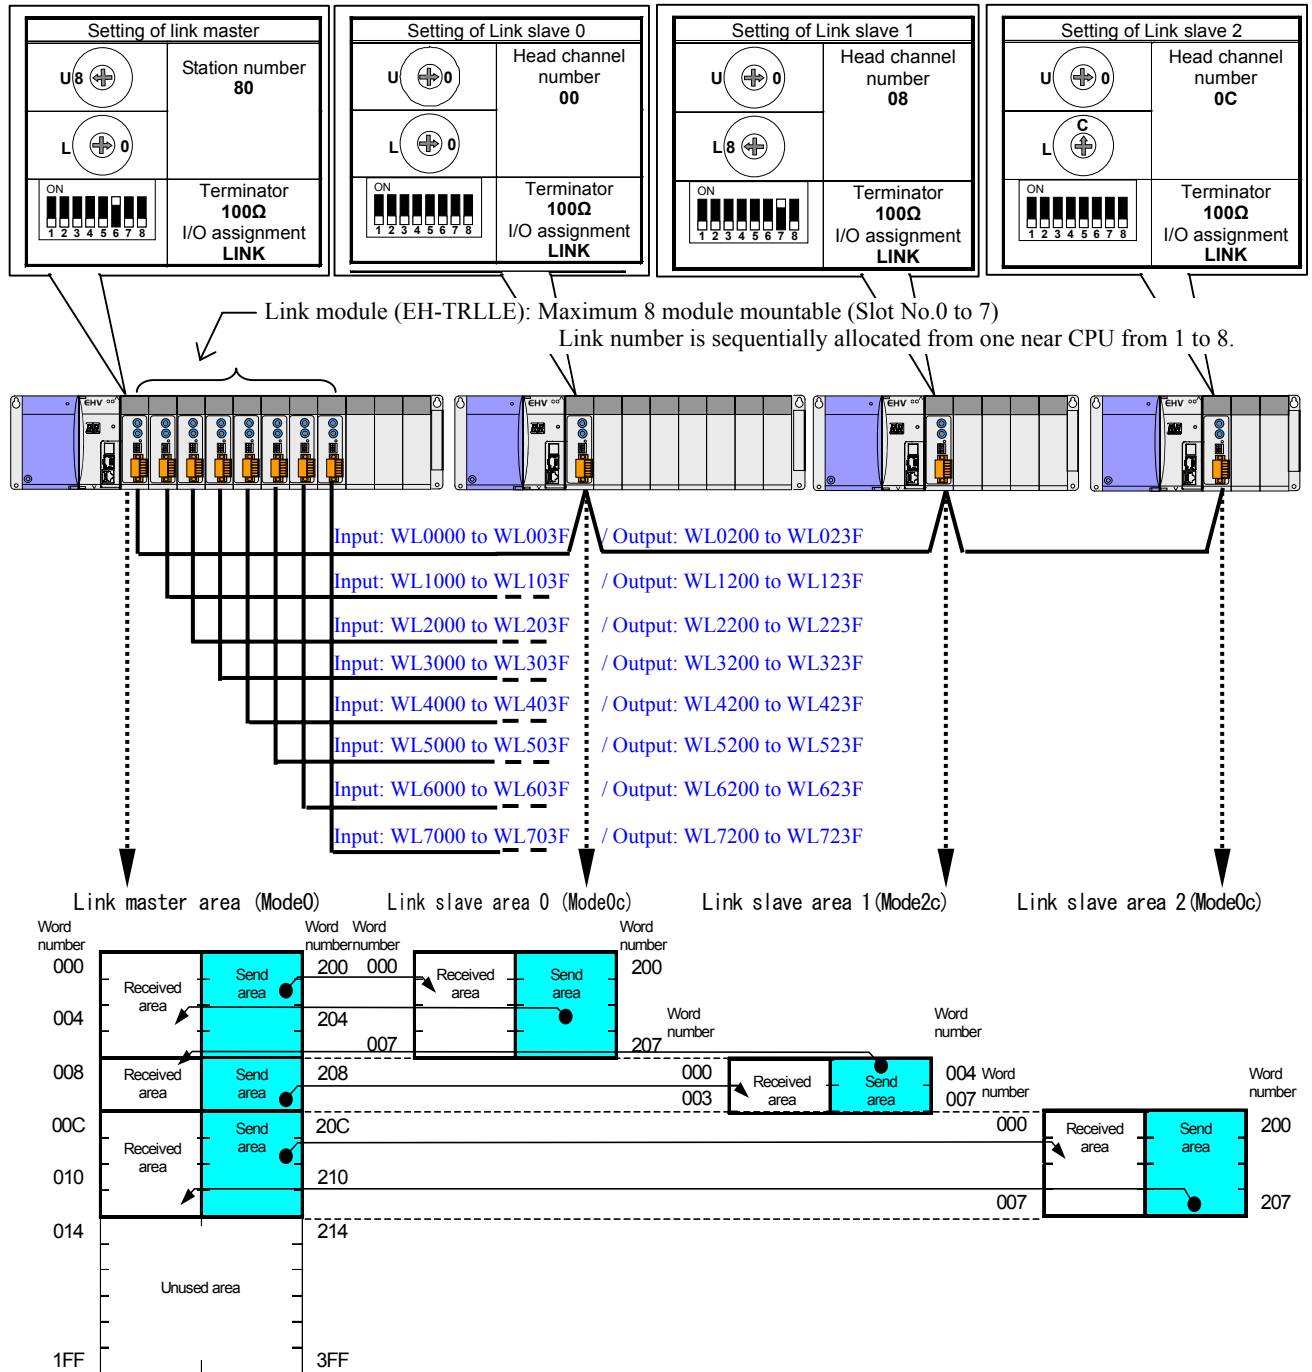 Setting of link master
U 8
Station number
80
L 0
ON
1 2 3 4 5 6 7 8
Terminator
100Ω
I/O assignment
LINK
Setting of Link slave 0
U 0
Head channel
number
00
L 0
ON
1 2 3 4 5 6 7 8
Terminator
100Ω
I/O assignment
LINK
Setting of Link slave 1
U 0
Head channel
number
08
L 8
ON
1 2 3 4 5 6 7 8
Terminator
100Ω
I/O assignment
LINK
Setting of Link slave 2
U 0
Head channel
number
0C
C
L
ON
1 2 3 4 5 6 7 8
Terminator
100Ω
I/O assignment
LINK
Link module (EH-TRLLE): Maximum 8 module mountable (Slot No.0 to 7)
Link number is sequentially allocated from one near CPU from 1 to 8.
EHV
EHV
EHV
EHV
Input: WL0000 to WL003F / Output: WL0200 to WL023F
Input: WL1000 to WL103F / Output: WL1200 to WL123F
Input: WL2000 to WL203F / Output: WL2200 to WL223F
Input: WL3000 to WL303F / Output: WL3200 to WL323F
Input: WL4000 to WL403F / Output: WL4200 to WL423F
Input: WL5000 to WL503F / Output: WL5200 to WL523F
Input: WL6000 to WL603F / Output: WL6200 to WL623F
Input: WL7000 to WL703F / Output: WL7200 to WL723F
Link master area (Mode0)
Word
number
Word
number
000
Received
area
Send
area
200
004
204
008
Received
area
Send
area
208
00C
Received
area
Send
area
20C
010
210
014
214
Unused area
1FF
3FF
Link slave area 0 (Mode0c)
Word
number
Word
number
000
Received
area
Send
area
200
007
207
Link slave area 1(Mode2c)
Word
number
Word
number
000
Received
area
Send
area
004
003
007
Link slave area 2(Mode0c)
Word
number
Word
number
000
Received
area
Send
area
200
007
207